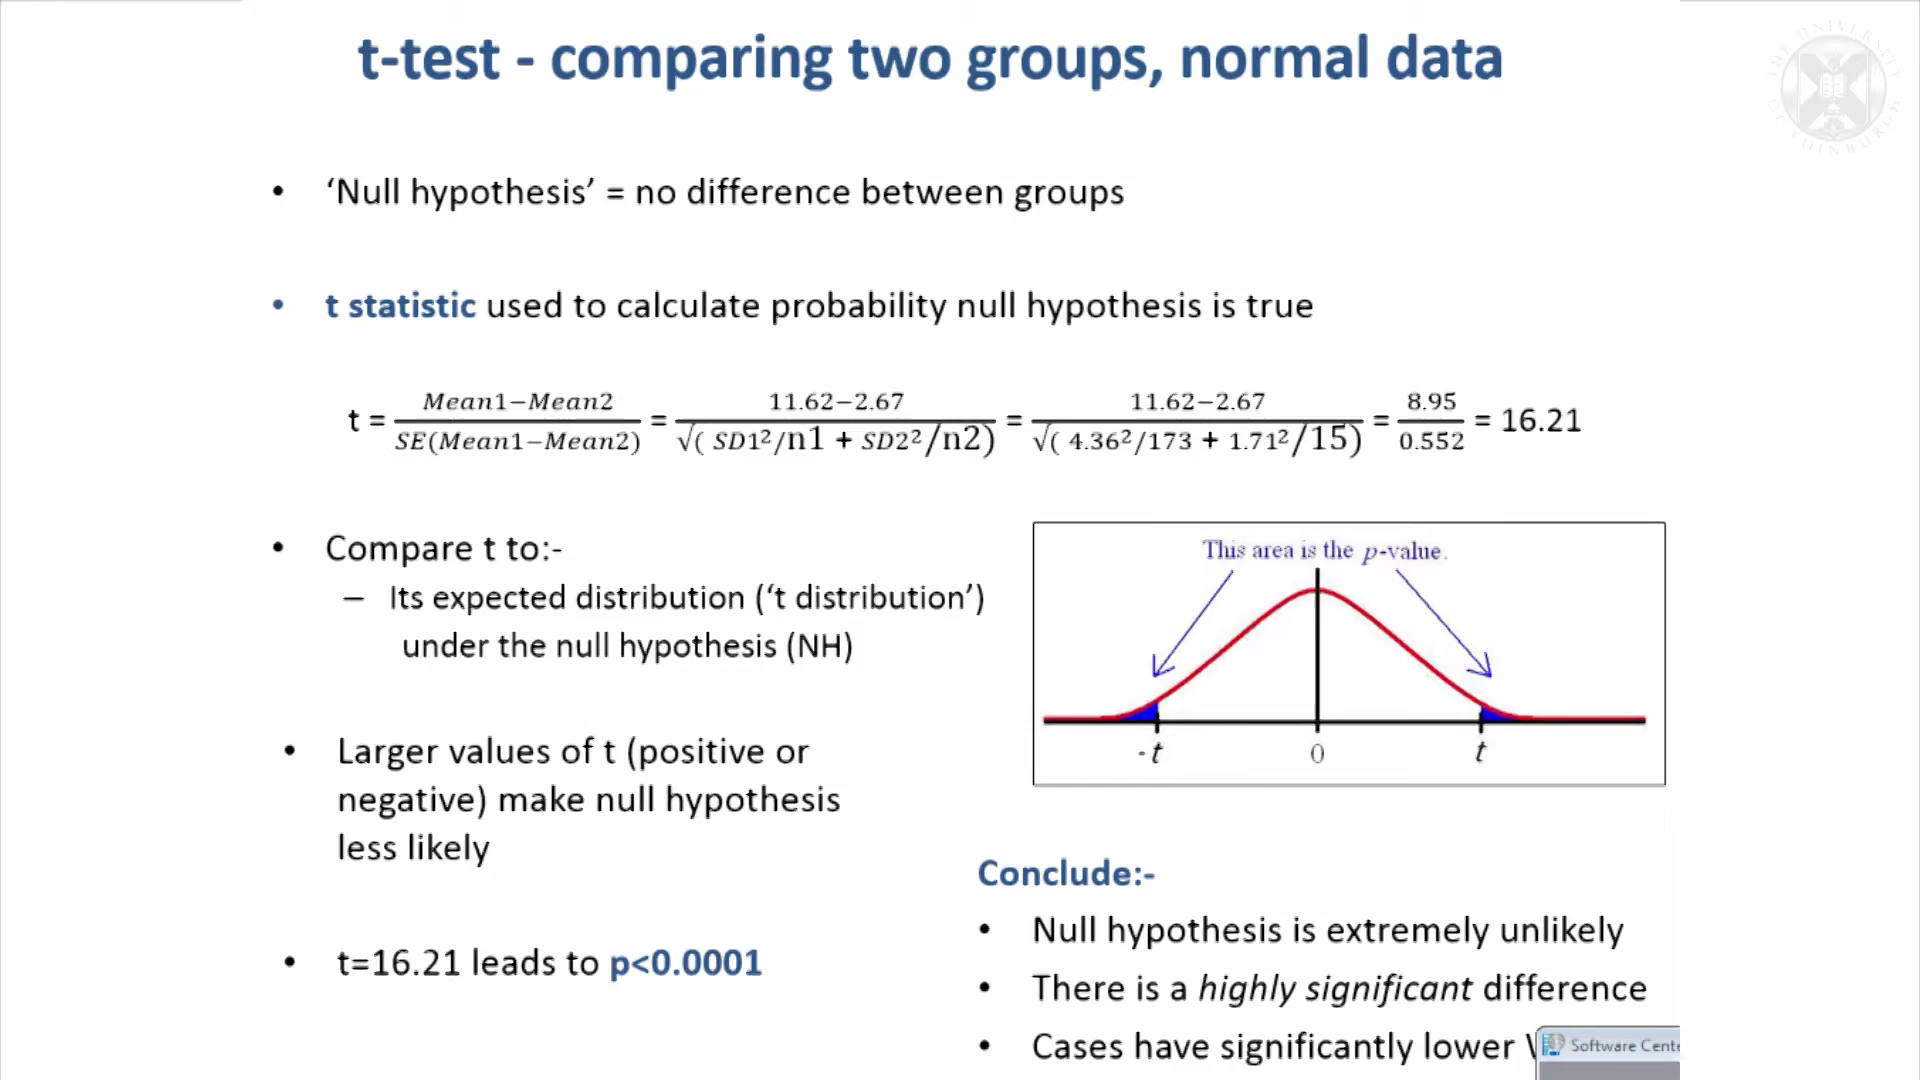 t-test - comparing two groups, normal data
THE UNIVERSITY OF EDINBURGH
• ‘Null hypothesis’ = no difference between groups
• t statistic used to calculate probability null hypothesis is true
t = Mean1−Mean2 / SE(Mean1−Mean2) = 11.62−2.67 / √( SD1²/n1 + SD2²/n2) = 11.62−2.67 / √( 4.36²/173 + 1.71²/15) = 8.95 / 0.552 = 16.21
• Compare t to:-
– Its expected distribution (‘t distribution’)
under the null hypothesis (NH)
This area is the p-value.
-t 0 t
• Larger values of t (positive or
negative) make null hypothesis
less likely
• t=16.21 leads to p<0.0001
Conclude:-
• Null hypothesis is extremely unlikely
• There is a highly significant difference
• Cases have significantly lower
Software Cente